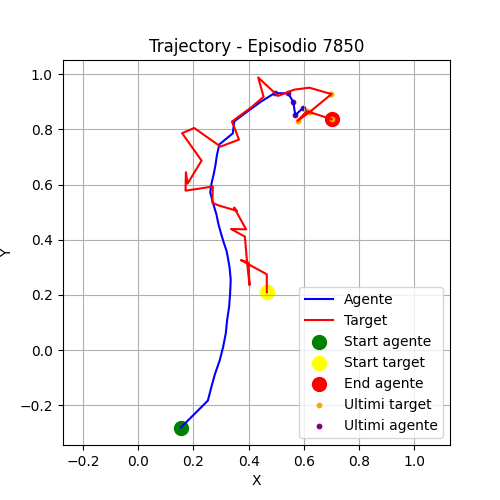 Trajectory - Episodio 7850
1.0
0.8
0.6
0.4
0.2
0.0
−0.2
Y
−0.2
0.0
0.2
0.4
0.6
0.8
1.0
X
Agente
Target
Start agente
Start target
End agente
Ultimi target
Ultimi agente